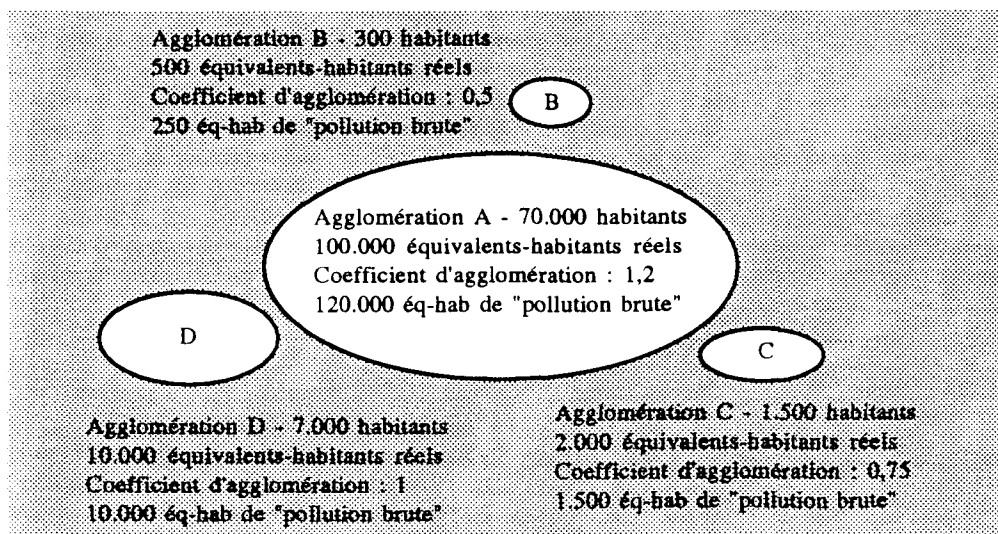 Agglomération B - 300 habitants
500 équivalents-habitants réels
Coefficient d'agglomération : 0,5
250 éq-hab de "pollution brute"
B
Agglomération A - 70.000 habitants
100.000 équivalents-habitants réels
Coefficient d'agglomération : 1,2
120.000 éq-hab de "pollution brute"
D
C
Agglomération D - 7.000 habitants
10.000 équivalents-habitants réels
Coefficient d'agglomération : 1
10.000 éq-hab de "pollution brute"
Agglomération C - 1.500 habitants
2.000 équivalents-habitants réels
Coefficient d'agglomération : 0,75
1.500 éq-hab de "pollution brute"